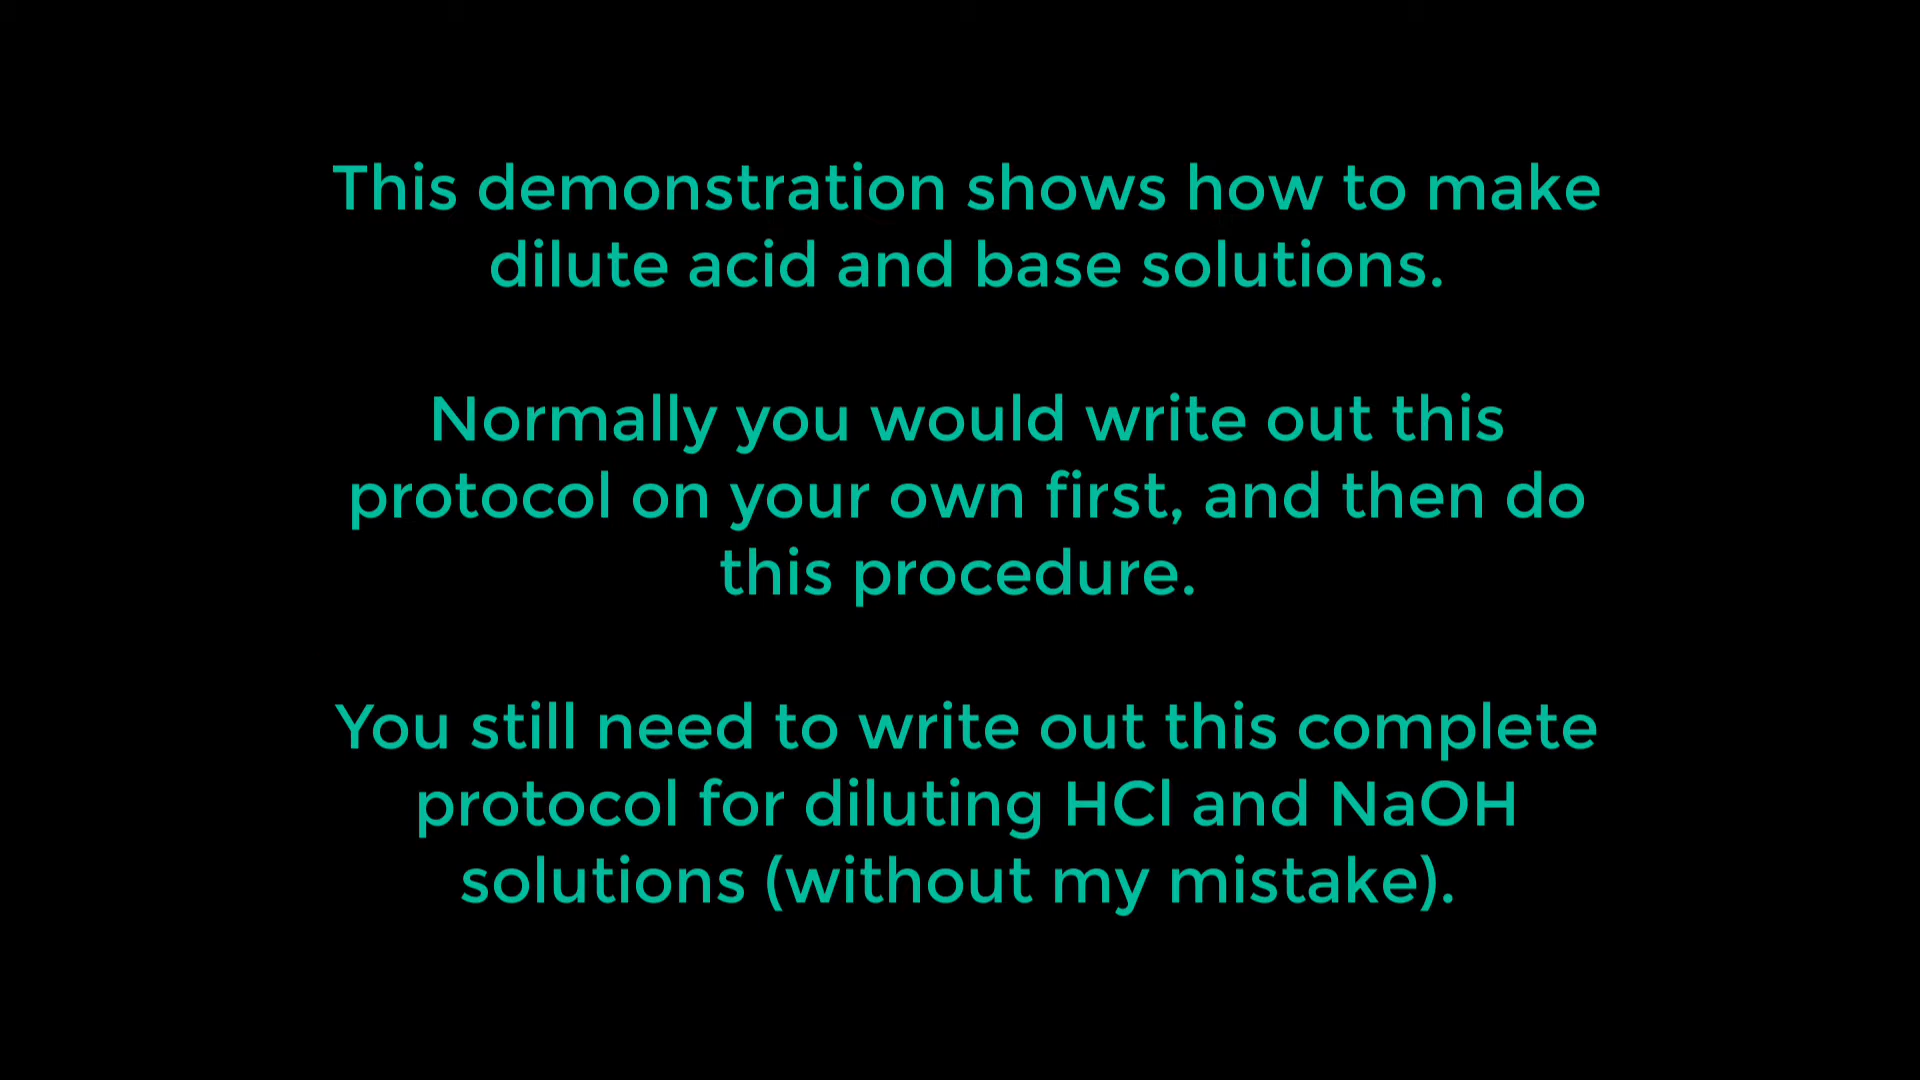 This demonstration shows how to make
dilute acid and base solutions.
Normally you would write out this
protocol on your own first, and then do
this procedure.
You still need to write out this complete
protocol for diluting HCl and NaOH
solutions (without my mistake).